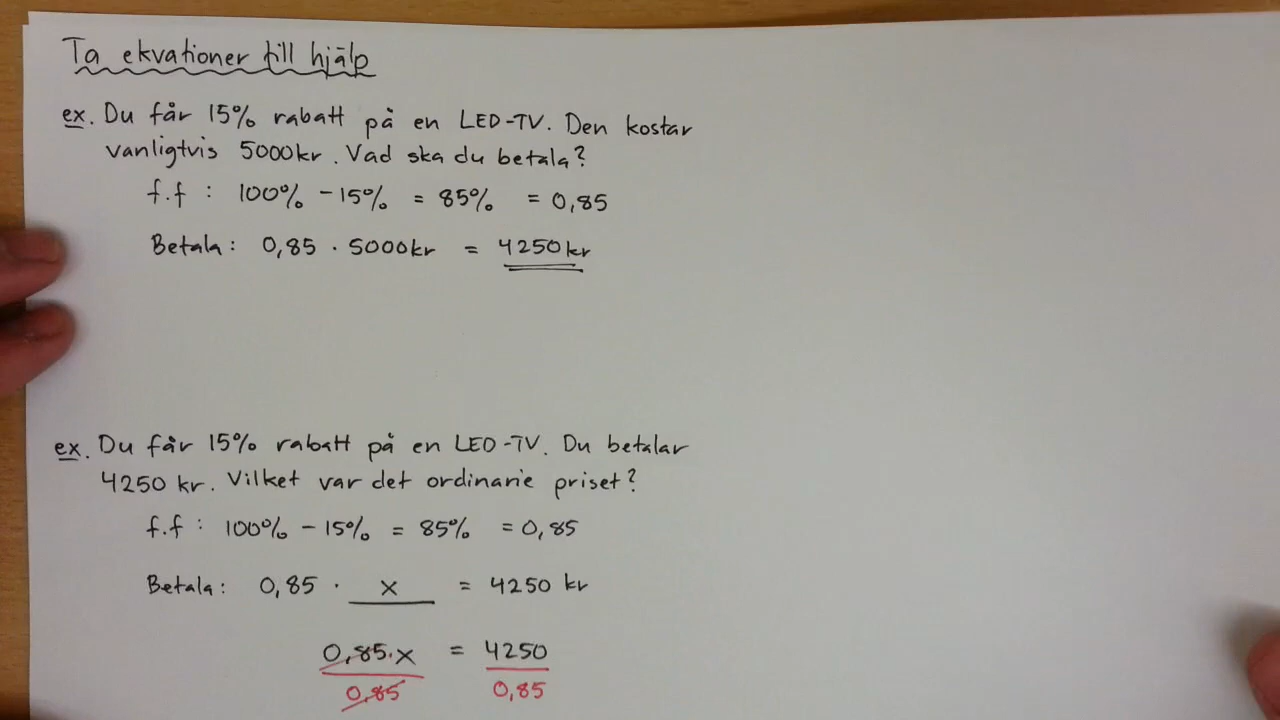 Ta ekvationer till hjälp
ex. Du får 15% rabatt på en LED-TV. Den kostar
vanligtvis 5000kr. Vad ska du betala?
f.f : 100% - 15% = 85% = 0,85
Betala: 0,85 · 5000kr = 4250kr
ex. Du får 15% rabatt på en LED-TV. Du betalar
4250 kr. Vilket var det ordinarie priset?
f.f : 100% - 15% = 85% = 0,85
Betala: 0,85 · x = 4250 kr
0,85·x = 4250
0,85 0,85